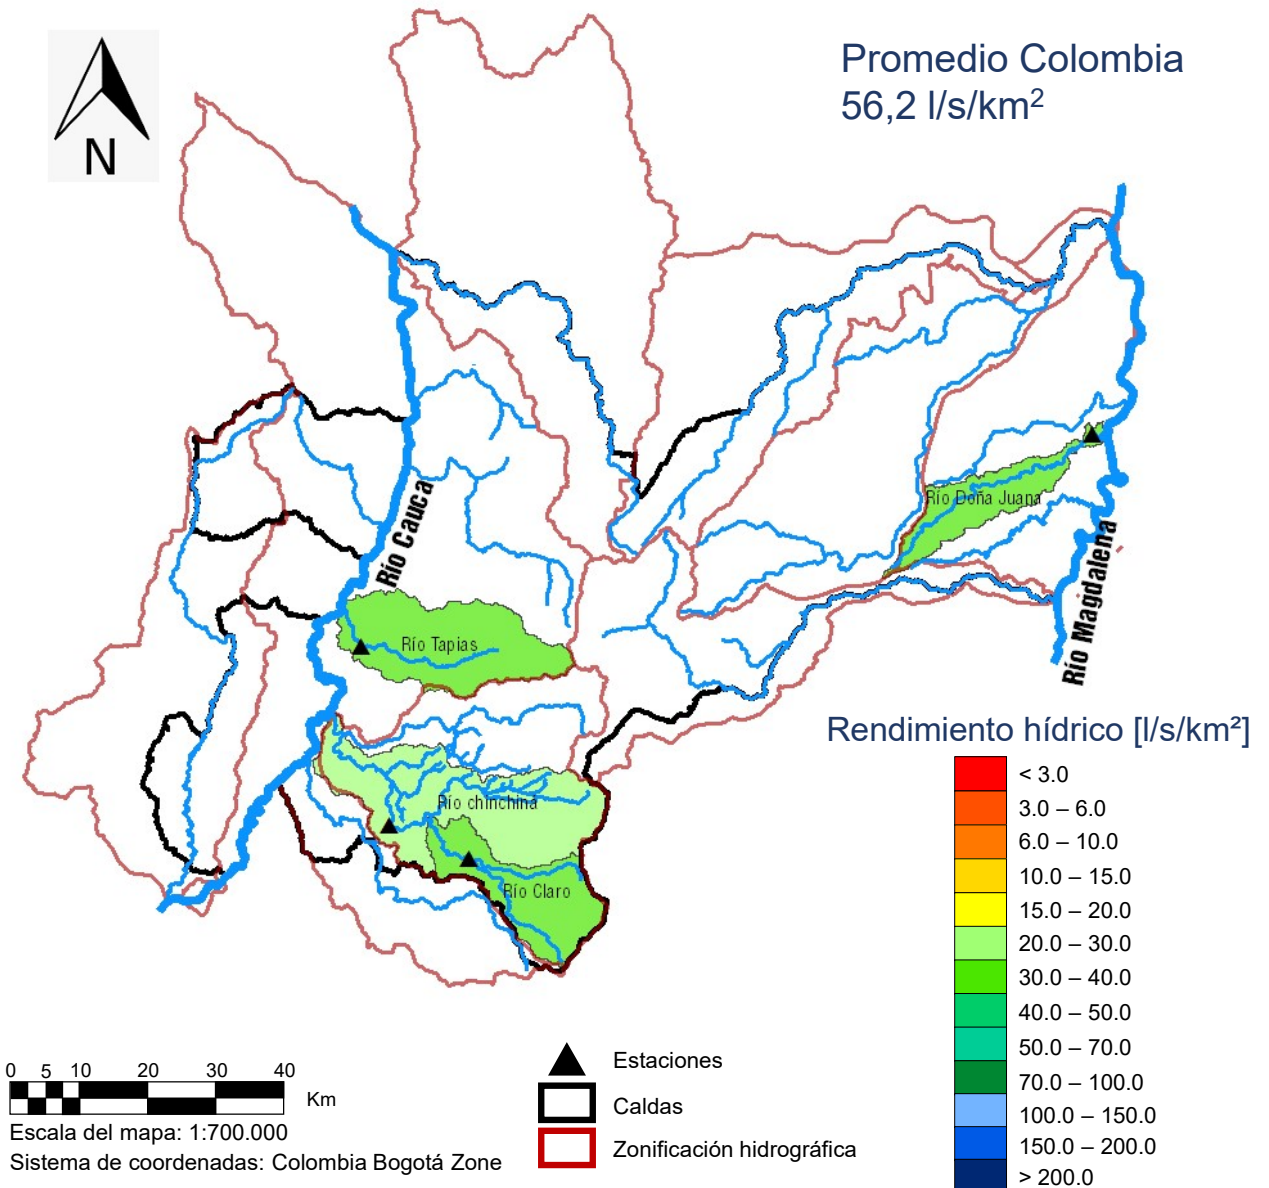 N
Promedio Colombia
56,2 l/s/km²
Río Cauca
Río Doña Juana
Río Magdalena
Río Tapias
Río chinchiná
Río Claro
Rendimiento hídrico [l/s/km²]
< 3.0
3.0 – 6.0
6.0 – 10.0
10.0 – 15.0
15.0 – 20.0
20.0 – 30.0
30.0 – 40.0
40.0 – 50.0
50.0 – 70.0
70.0 – 100.0
100.0 – 150.0
150.0 – 200.0
> 200.0
0 5 10 20 30 40
Km
Escala del mapa: 1:700.000
Sistema de coordenadas: Colombia Bogotá Zone
Estaciones
Caldas
Zonificación hidrográfica